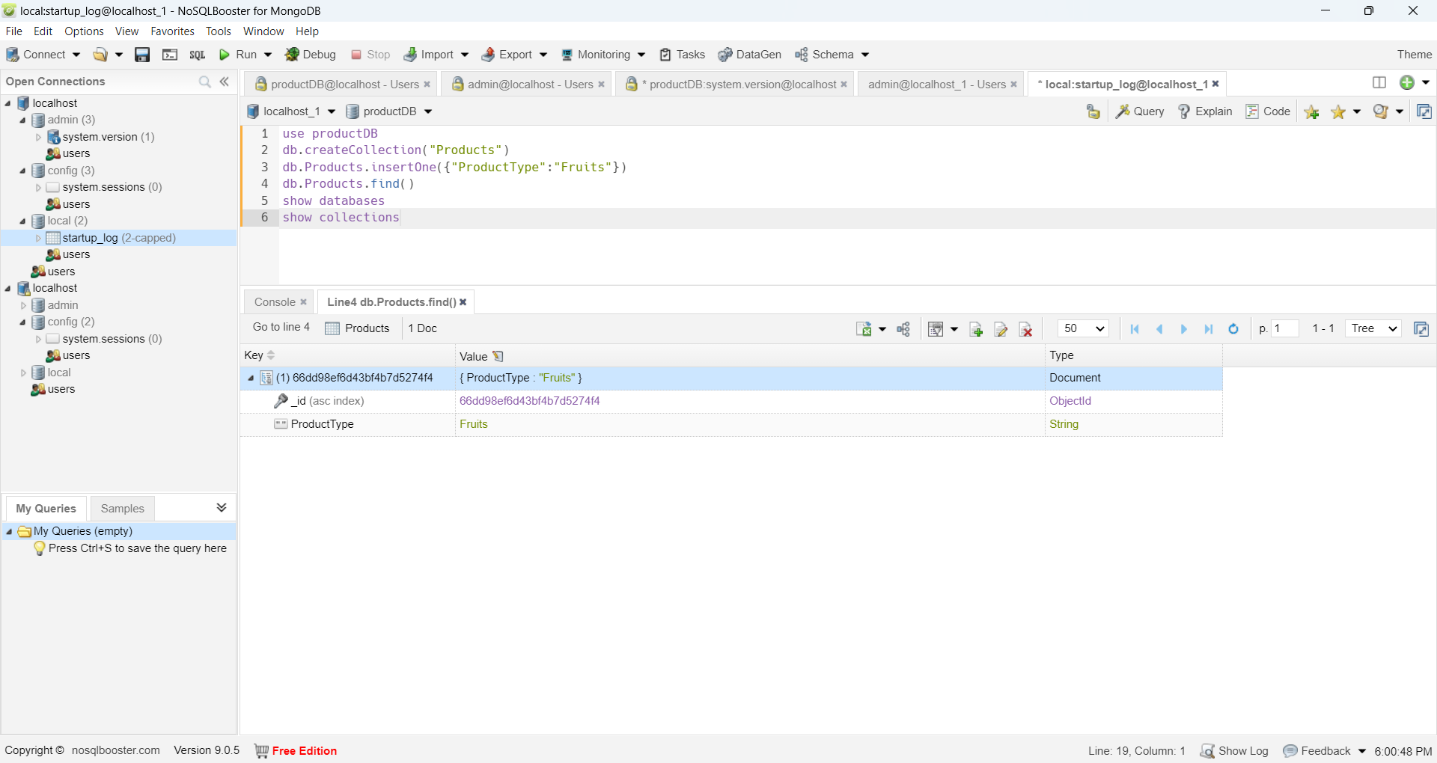 local:startup_log@localhost_1 - NoSQLBooster for MongoDB
File Edit Options View Favorites Tools Window Help
Connect SQL Run Debug Stop Import Export Monitoring Tasks DataGen Schema Theme
Open Connections
localhost
admin (3)
system.version (1)
users
config (3)
system.sessions (0)
users
local (2)
startup_log (2-capped)
users
users
localhost
admin
config (2)
system.sessions (0)
users
local
users
My Queries Samples
My Queries (empty)
Press Ctrl+S to save the query here
productDB@localhost - Users admin@localhost - Users * productDB:system.version@localhost admin@localhost_1 - Users * local:startup_log@localhost_1
localhost_1 productDB Query Explain Code
1 use productDB
2 db.createCollection("Products")
3 db.Products.insertOne({"ProductType":"Fruits"})
4 db.Products.find()
5 show databases
6 show collections
Console Line4 db.Products.find()
Go to line 4 Products 1 Doc 50 p. 1 1 - 1 Tree
Key Value Type
(1) 66dd98ef6d43bf4b7d5274f4 { ProductType : "Fruits" } Document
_id (asc index) 66dd98ef6d43bf4b7d5274f4 ObjectId
ProductType Fruits String
Copyright © nosqlbooster.com Version 9.0.5 Free Edition Line: 19, Column: 1 Show Log Feedback 6:00:48 PM